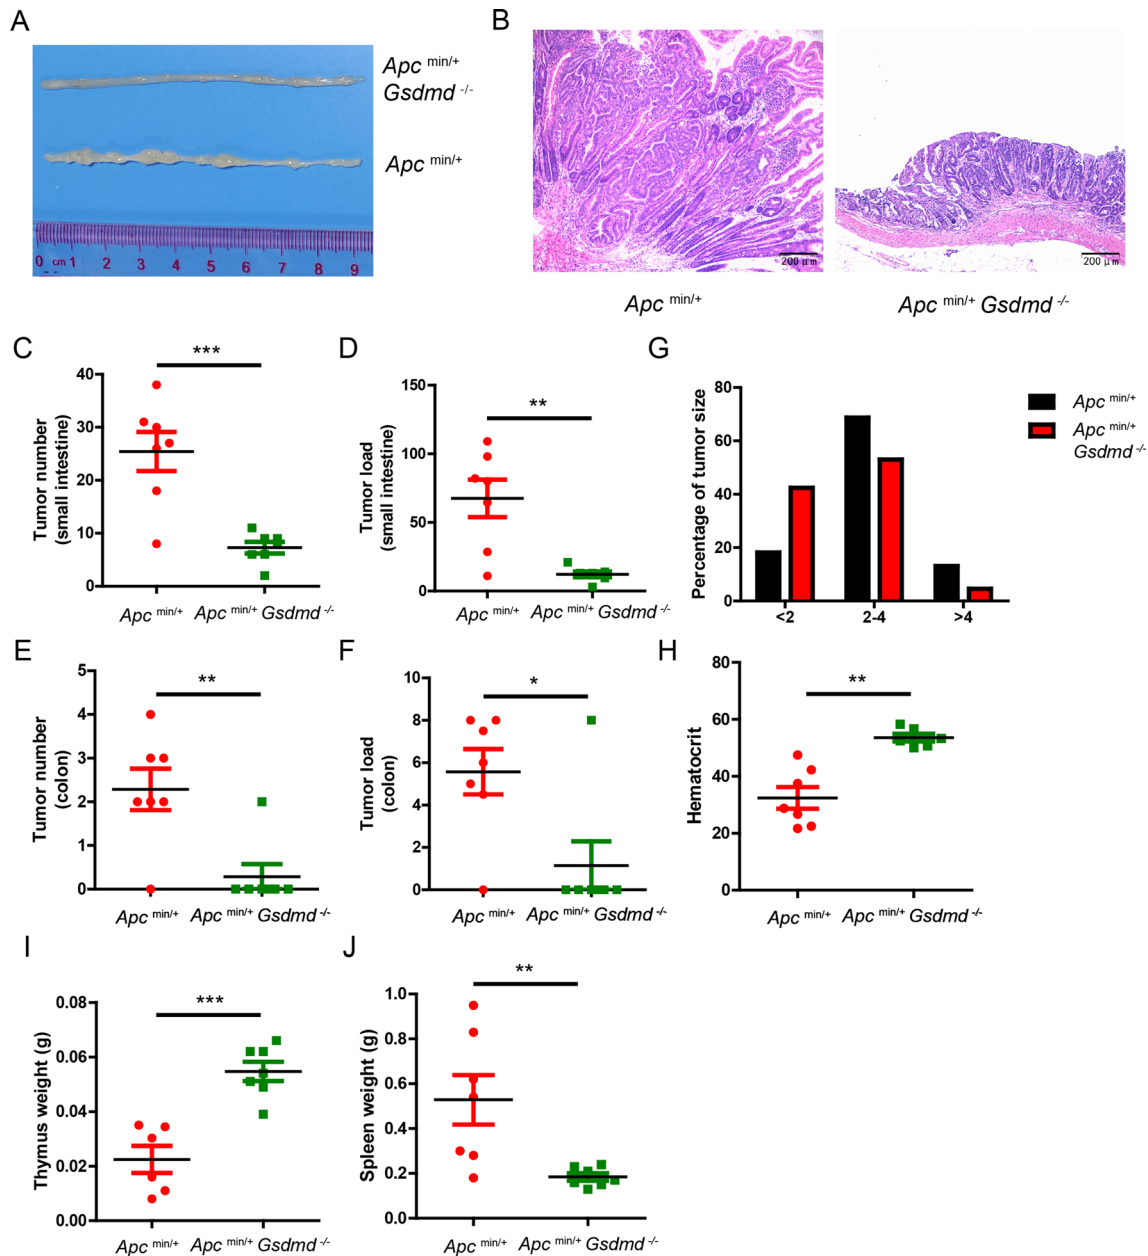 A
Apc min/+
Gsdmd -/-
Apc min/+
0 cm 1 2 3 4 5 6 7 8 9
B
200 μm
200 μm
Apc min/+
Apc min/+ Gsdmd -/-
C
***
Tumor number
(small intestine)
40
30
20
10
0
Apc min/+
Apc min/+ Gsdmd -/-
D
**
Tumor load
(small intestine)
150
100
50
0
Apc min/+
Apc min/+ Gsdmd -/-
G
Percentage of tumor size
80
60
40
20
0
<2
2-4
>4
Apc min/+
Apc min/+
Gsdmd -/-
E
**
Tumor number
(colon)
5
4
3
2
1
0
Apc min/+
Apc min/+ Gsdmd -/-
F
*
Tumor load
(colon)
10
8
6
4
2
0
Apc min/+
Apc min/+ Gsdmd -/-
H
**
Hematocrit
80
60
40
20
0
Apc min/+
Apc min/+ Gsdmd -/-
I
***
Thymus weight (g)
0.08
0.06
0.04
0.02
0.00
Apc min/+
Apc min/+ Gsdmd -/-
J
**
Spleen weight (g)
1.0
0.8
0.6
0.4
0.2
0.0
Apc min/+
Apc min/+ Gsdmd -/-